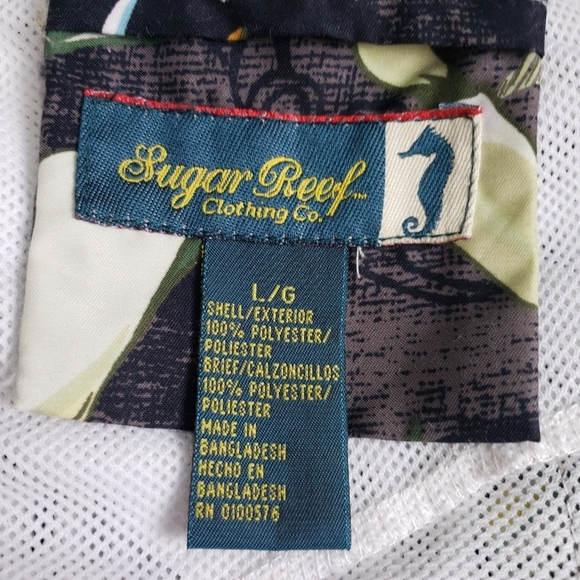 Sugar Reef™
Clothing Co.
L/G
SHELL/EXTERIOR
100% POLYESTER/
POLIESTER
BRIEF/CALZONCILLOS
100% POLYESTER/
POLIESTER
MADE IN
BANGLADESH
HECHO EN
BANGLADESH
RN 0100576